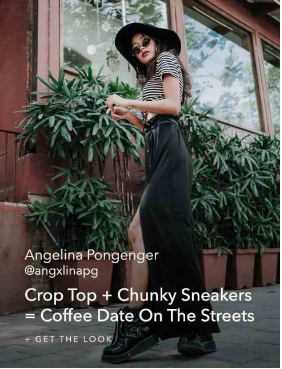 Angelina Pongenger
@angxlinapg
Crop Top + Chunky Sneakers
= Coffee Date On The Streets
+ GET THE LOOK